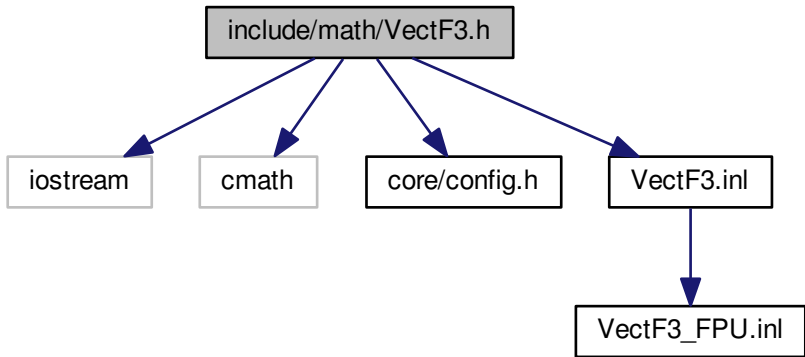 include/math/VectF3.h
iostream
cmath
core/config.h
VectF3.inl
VectF3_FPU.inl